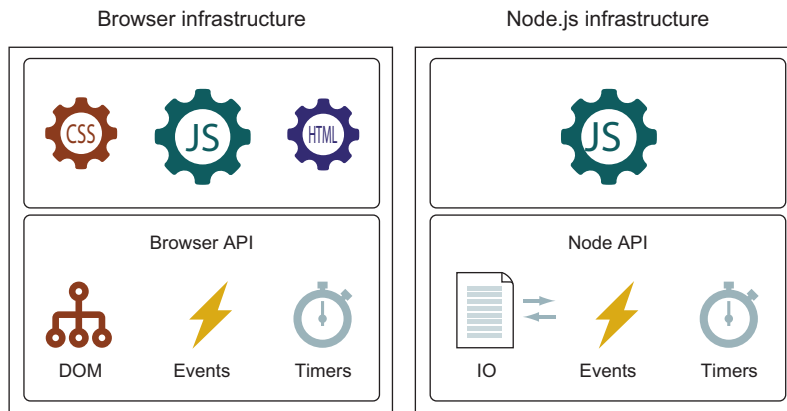 Browser infrastructure
Node.js infrastructure
CSS
JS
HTML
JS
Browser API
DOM
Events
Timers
Node API
IO
Events
Timers